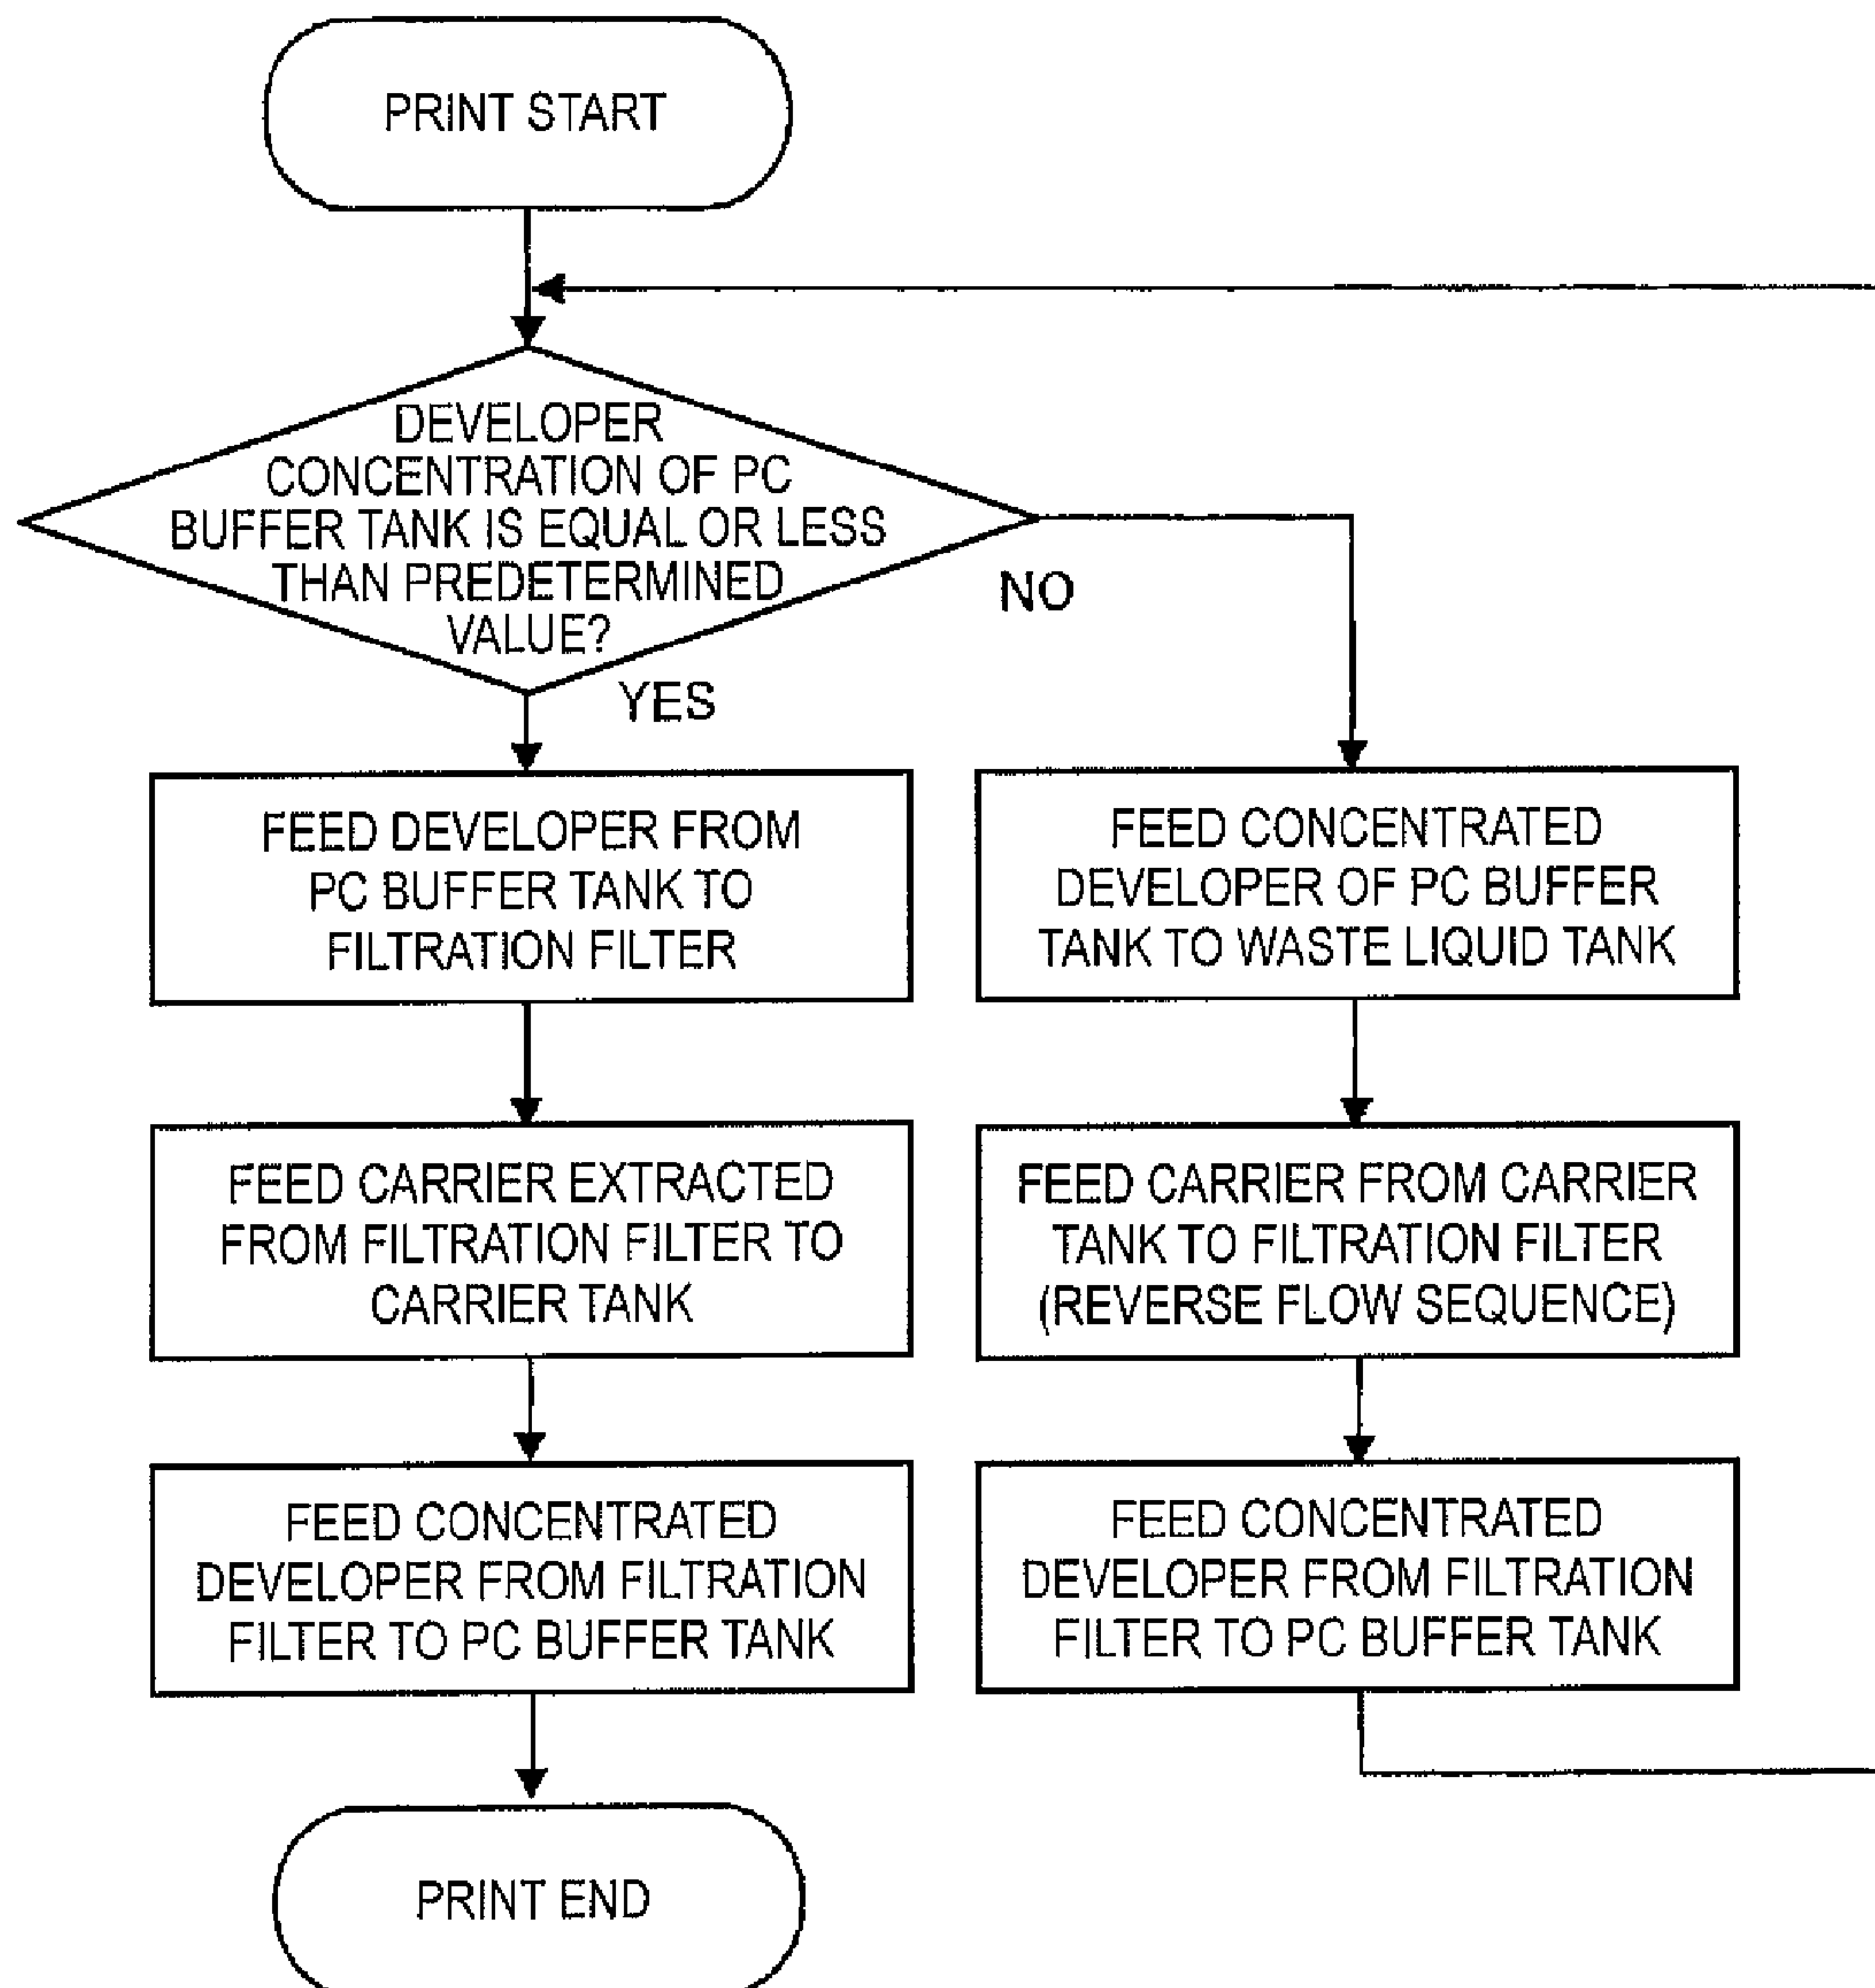 PRINT START
DEVELOPER
CONCENTRATION OF PC
BUFFER TANK IS EQUAL OR LESS
THAN PREDETERMINED
VALUE?
NO
YES
FEED DEVELOPER FROM
PC BUFFER TANK TO
FILTRATION FILTER
FEED CONCENTRATED
DEVELOPER OF PC BUFFER
TANK TO WASTE LIQUID TANK
FEED CARRIER EXTRACTED
FROM FILTRATION FILTER TO
CARRIER TANK
FEED CARRIER FROM CARRIER
TANK TO FILTRATION FILTER
(REVERSE FLOW SEQUENCE)
FEED CONCENTRATED
DEVELOPER FROM FILTRATION
FILTER TO PC BUFFER TANK
FEED CONCENTRATED
DEVELOPER FROM FILTRATION
FILTER TO PC BUFFER TANK
PRINT END